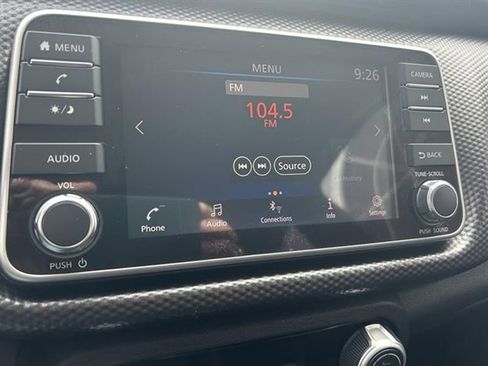 MENU
AUDIO
VOL
PUSH
MENU
9:26
FM
104.5
FM
Source
History
Phone
Audio
Connections
Info
Settings
CAMERA
BACK
TUNE·SCROLL
PUSH SOUND